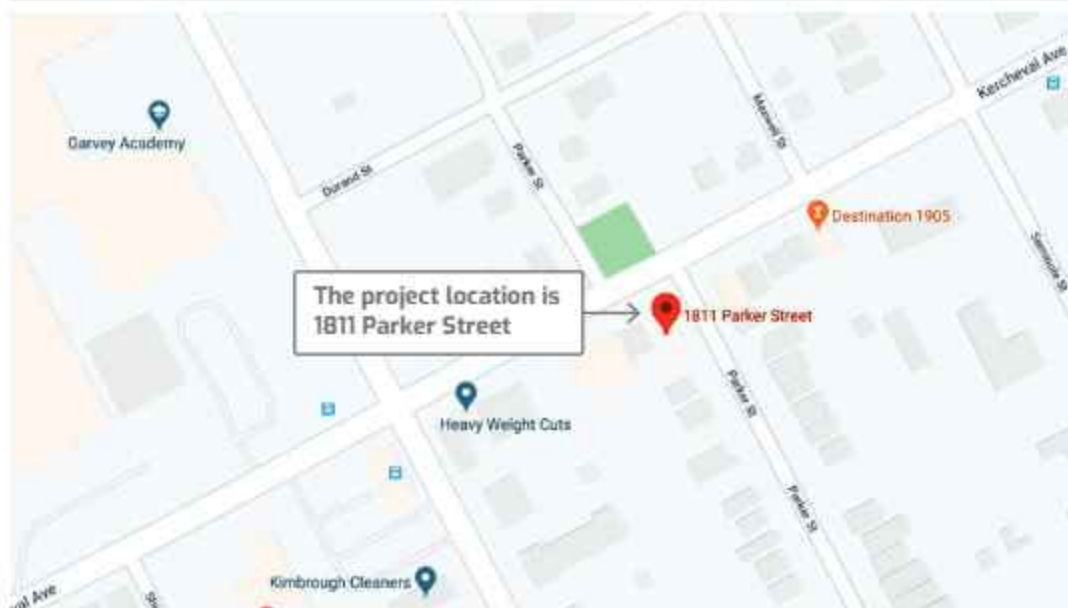 Kercheval Ave
Garvey Academy
Maxwell St
Parker St
Durand St
Destination 1905
Seminole St
The project location is
1811 Parker Street
1811 Parker Street
Parker St
Heavy Weight Cuts
Parker St
Kimbrough Cleaners
val Ave